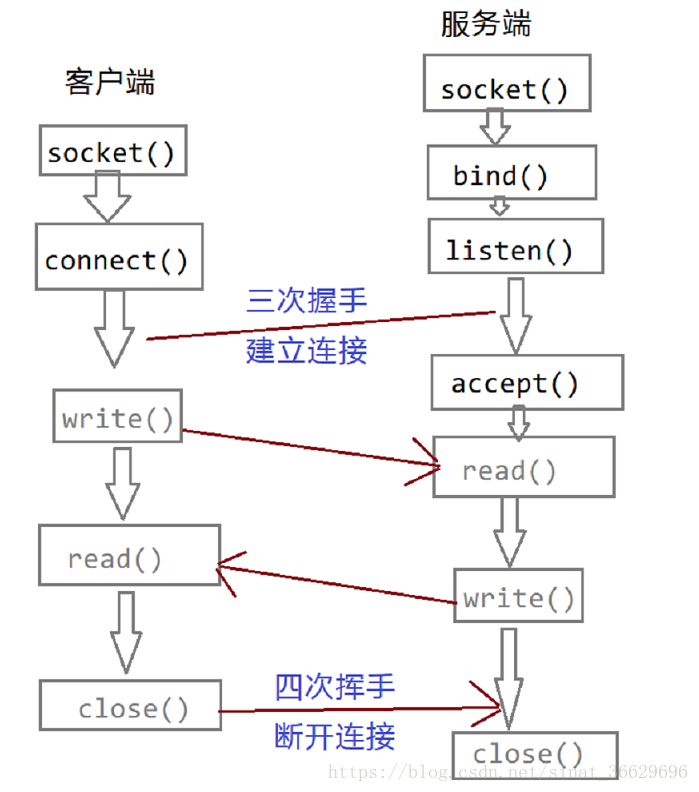 服务端
客户端
socket()
socket()
bind()
connect()
listen()
三次握手
建立连接
accept()
write()
read()
read()
write()
四次挥手
close()
断开连接
close()
https://blog.csdn.net/sinat_36629696